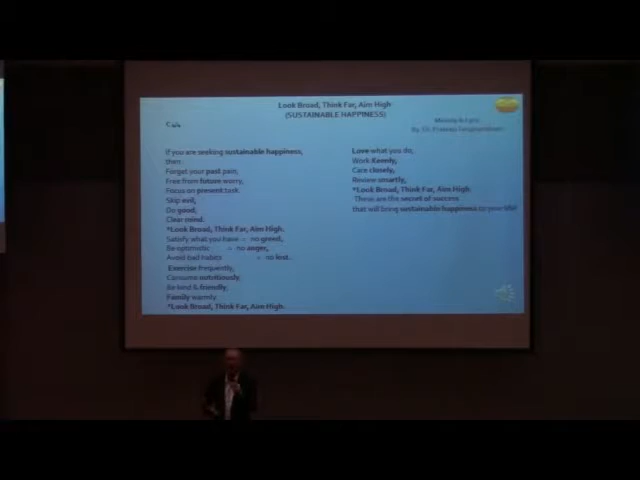 Look Broad, Think Far, Aim High
(SUSTAINABLE HAPPINESS)
If you are seeking sustainable happiness,
then
Forget your past pain,
Free from future worry,
Focus on present task.
Skip evil,
Do good,
Clear mind.
*Look Broad, Think Far, Aim High.
Satisfy what you have = no greed,
Be optimistic = no anger,
Avoid bad habits = no lust.
Exercise frequently,
Consume nutritiously,
Be kind & friendly,
Family warmly
*Look Broad, Think Far, Aim High.
Love what you do,
Work Keenly,
Care closely,
Review smartly,
*Look Broad, Think Far, Aim High.
These are the secret of success
that will bring sustainable happiness to your life!